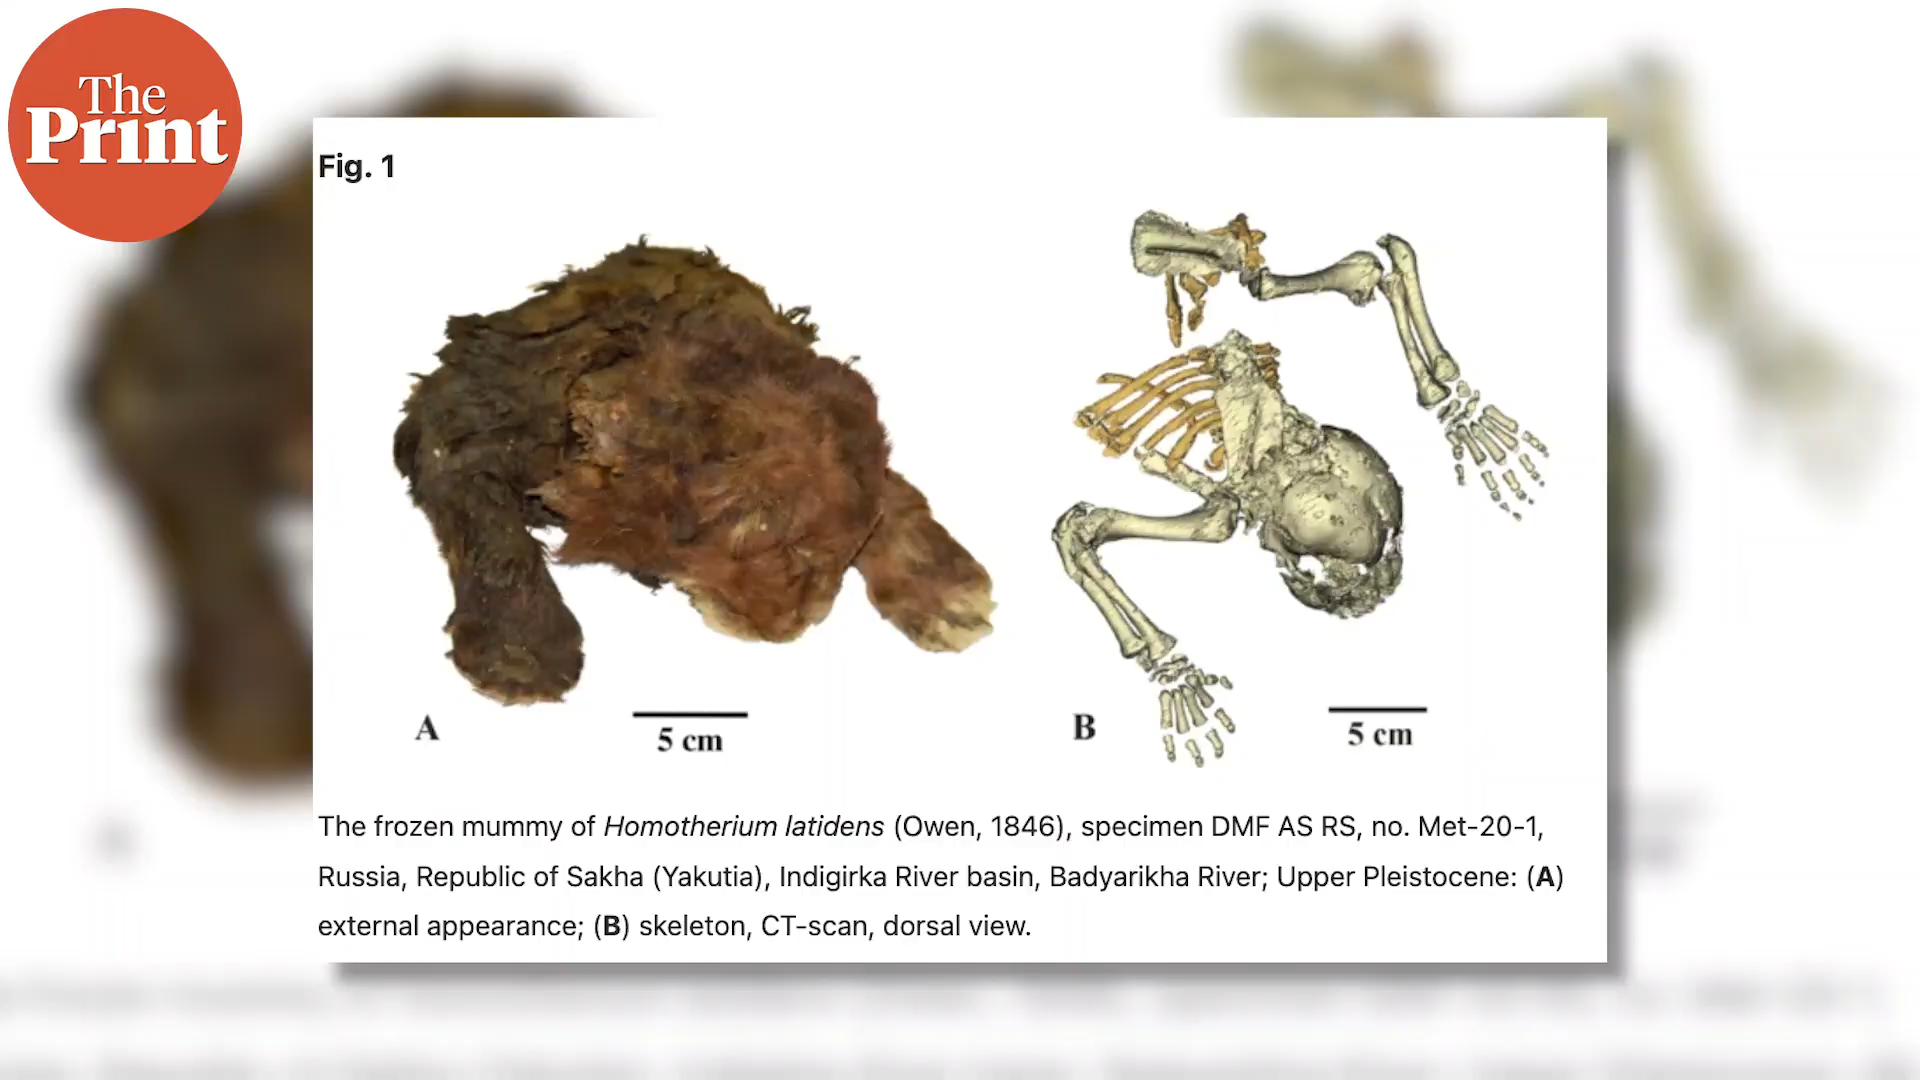 The
Print
Fig. 1
A
5 cm
B
5 cm
The frozen mummy of Homotherium latidens (Owen, 1846), specimen DMF AS RS, no. Met-20-1,
Russia, Republic of Sakha (Yakutia), Indigirka River basin, Badyarikha River; Upper Pleistocene: (A)
external appearance; (B) skeleton, CT-scan, dorsal view.